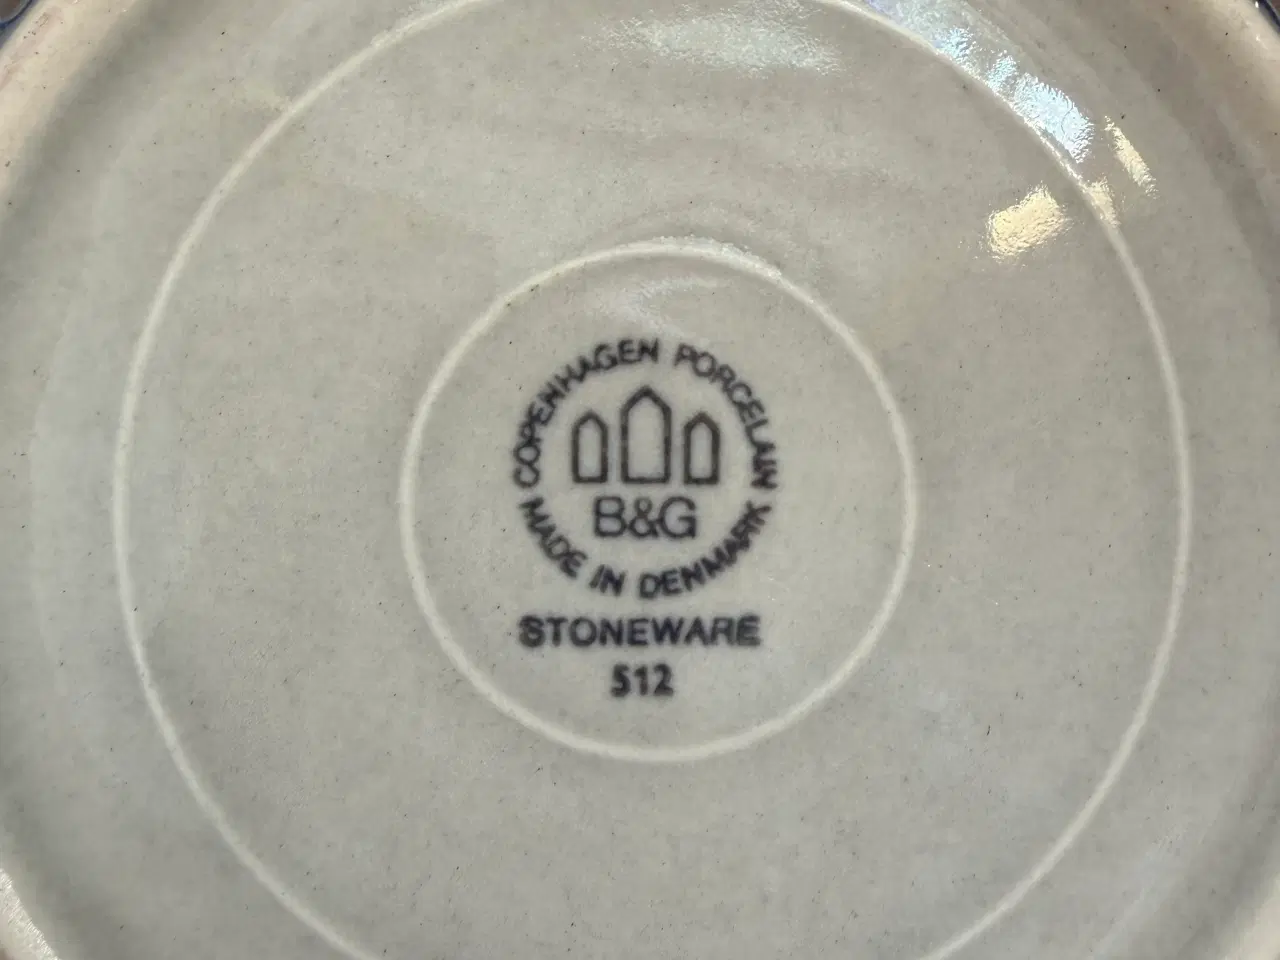 COPENHAGEN PORCELAIN
B&G
MADE IN DENMARK
STONEWARE
512